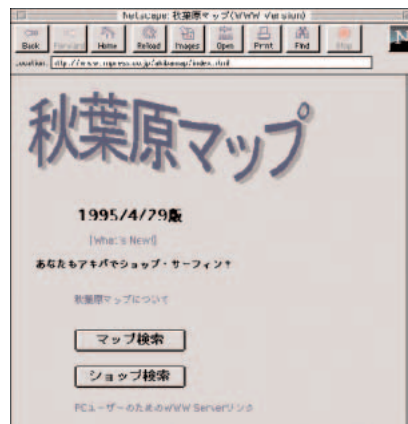 Netscape: 秋葉原マップ(WWW Version)
Back Forward Home Reload Images Open Print Find Stop
N
秋葉原マップ
1995/4/29版
[What's New!]
あなたもアキバでショップ・サーフィン↑
秋葉原マップについて
マップ検索
ショップ検索
PCユーザーのためのWWW Serverリンク